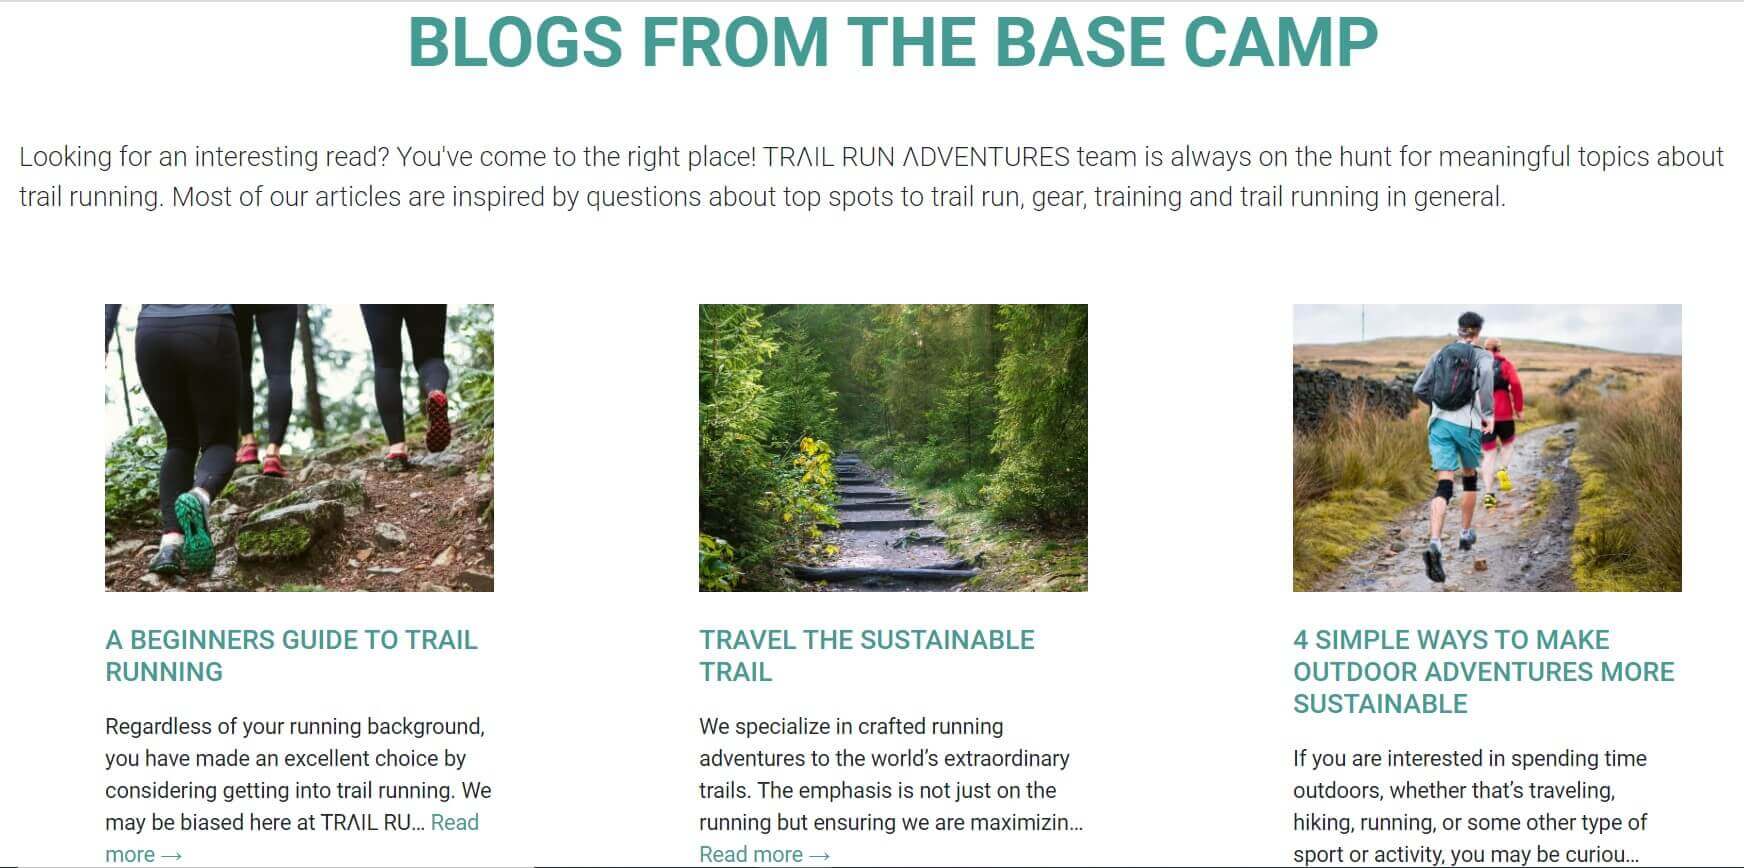 BLOGS FROM THE BASE CAMP
Looking for an interesting read? You've come to the right place! TRΛIL RUN ΛDVENTURES team is always on the hunt for meaningful topics about
trail running. Most of our articles are inspired by questions about top spots to trail run, gear, training and trail running in general.
A BEGINNERS GUIDE TO TRAIL
RUNNING
Regardless of your running background,
you have made an excellent choice by
considering getting into trail running. We
may be biased here at TRΛIL RU... Read
more →
TRAVEL THE SUSTAINABLE
TRAIL
We specialize in crafted running
adventures to the world’s extraordinary
trails. The emphasis is not just on the
running but ensuring we are maximizin...
Read more →
4 SIMPLE WAYS TO MAKE
OUTDOOR ADVENTURES MORE
SUSTAINABLE
If you are interested in spending time
outdoors, whether that’s traveling,
hiking, running, or some other type of
sport or activity, you may be curiou...